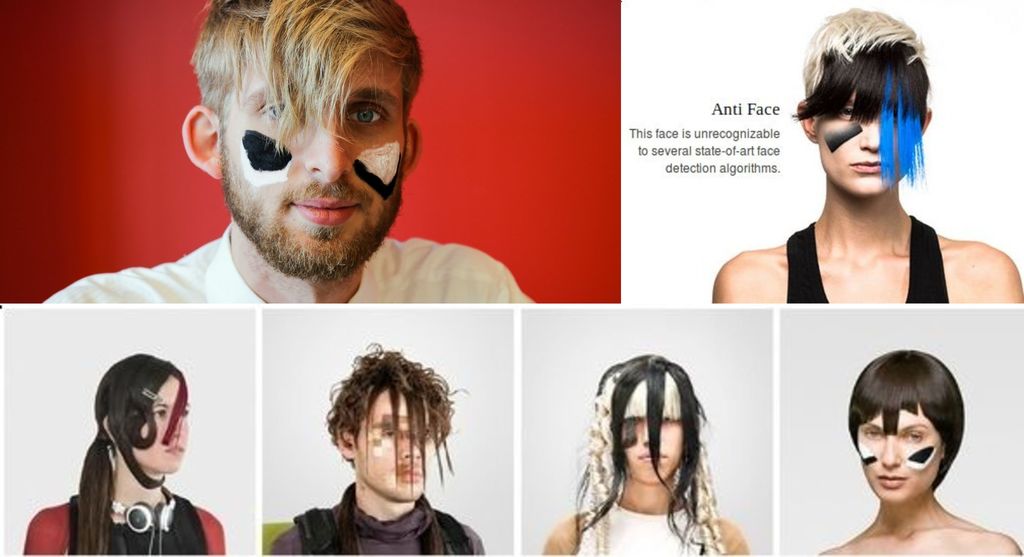 Anti Face
This face is unrecognizable
to several state-of-art face
detection algorithms.